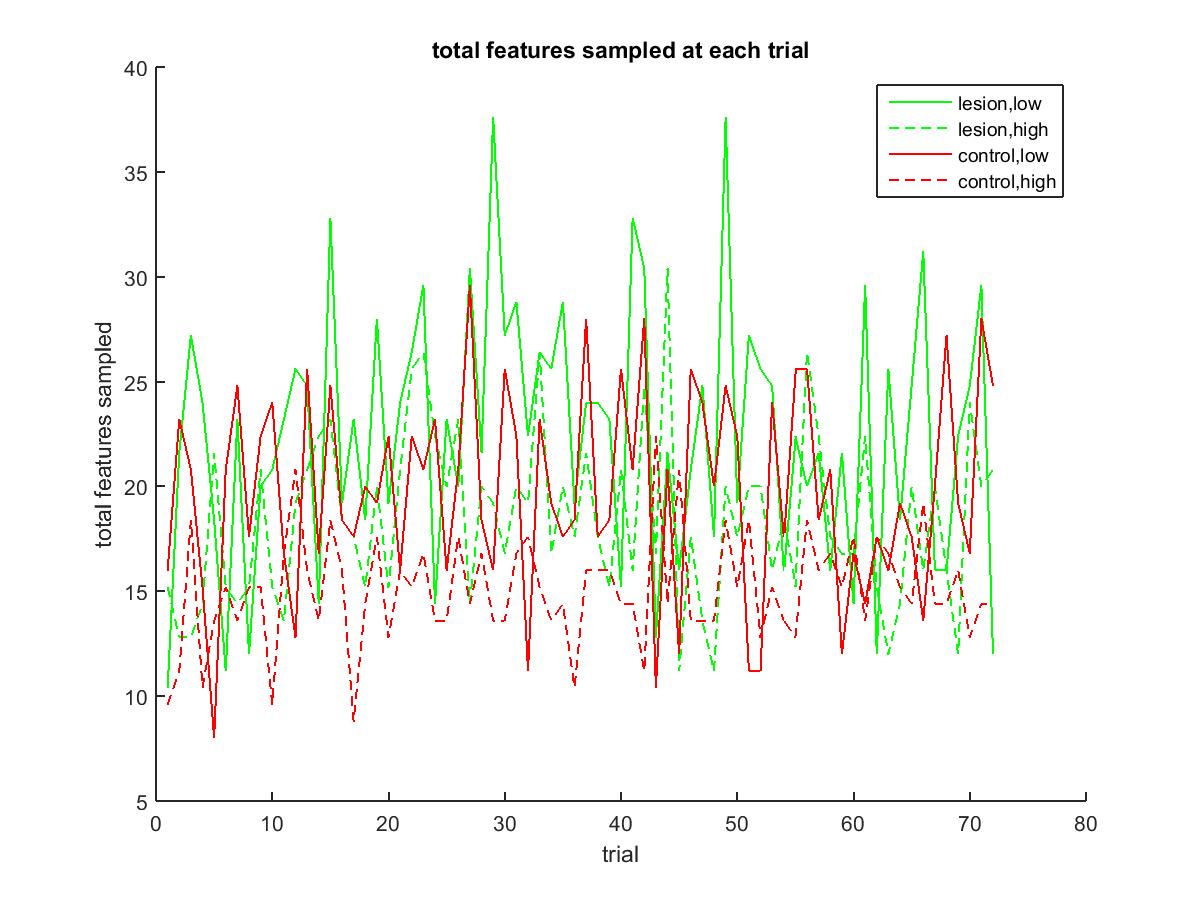 total features sampled at each trial
40
35
30
25
20
15
10
5
total features sampled
lesion,low
lesion,high
control,low
control,high
0 10 20 30 40 50 60 70 80
trial